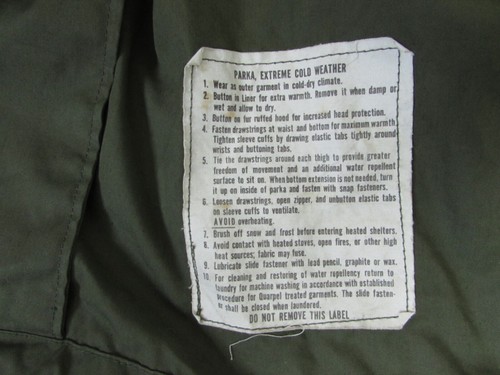 PARKA, EXTREME COLD WEATHER
1. Wear as outer garment in cold-dry climate.
2. Button in Liner for extra warmth. Remove it when damp or
wet and allow to dry.
3. Button on fur ruffed hood for increased head protection.
4. Fasten drawstrings at waist and bottom for maximum warmth.
Tighten sleeve cuffs by drawing elastic tabs tightly around
wrists and buttoning tabs.
5. Tie the drawstrings around each thigh to provide greater
freedom of movement and an additional water repellent
surface to sit on. When bottom extension is not needed, turn
it up on inside of parka and fasten with snap fasteners.
6. Loosen drawstrings, open zipper, and unbutton elastic tabs
on sleeve cuffs to ventilate.
AVOID overheating.
7. Brush off snow and frost before entering heated shelters.
8. Avoid contact with heated stoves, open fires, or other high
heat sources; fabric may fuse.
9. Lubricate slide fastener with lead pencil, graphite or wax.
10. For cleaning and restoring of water repellency return to
laundry for machine washing in accordance with established
procedure for Quarpel treated garments. The slide fasten-
er shall be closed when laundered.
DO NOT REMOVE THIS LABEL